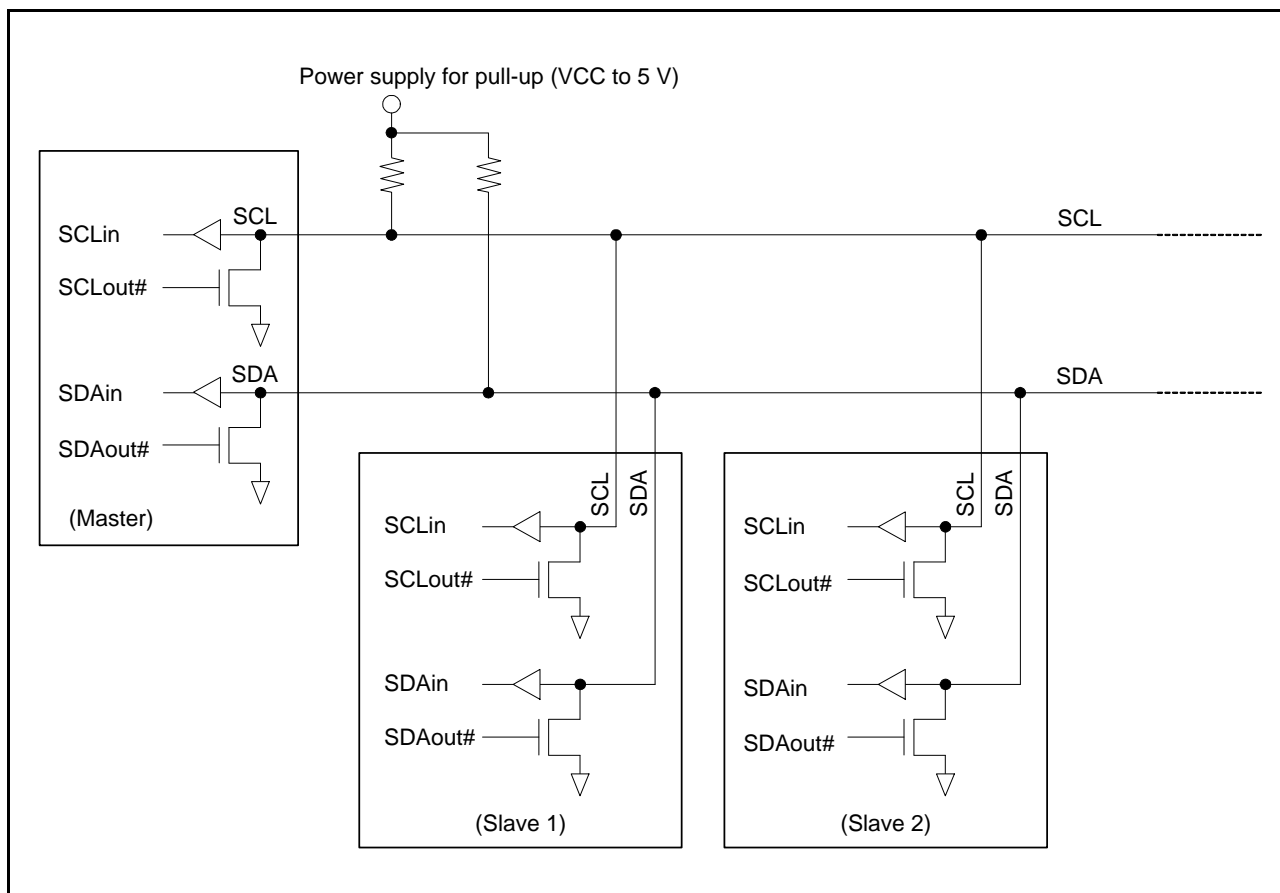 Power supply for pull-up (VCC to 5 V)
SCLin
SCL
SCL
SCLout#
SDAin
SDA
SDA
SDAout#
(Master)
SCL
SDA
SCLin
SCLout#
SDAin
SDAout#
(Slave 1)
SCL
SDA
SCLin
SCLout#
SDAin
SDAout#
(Slave 2)